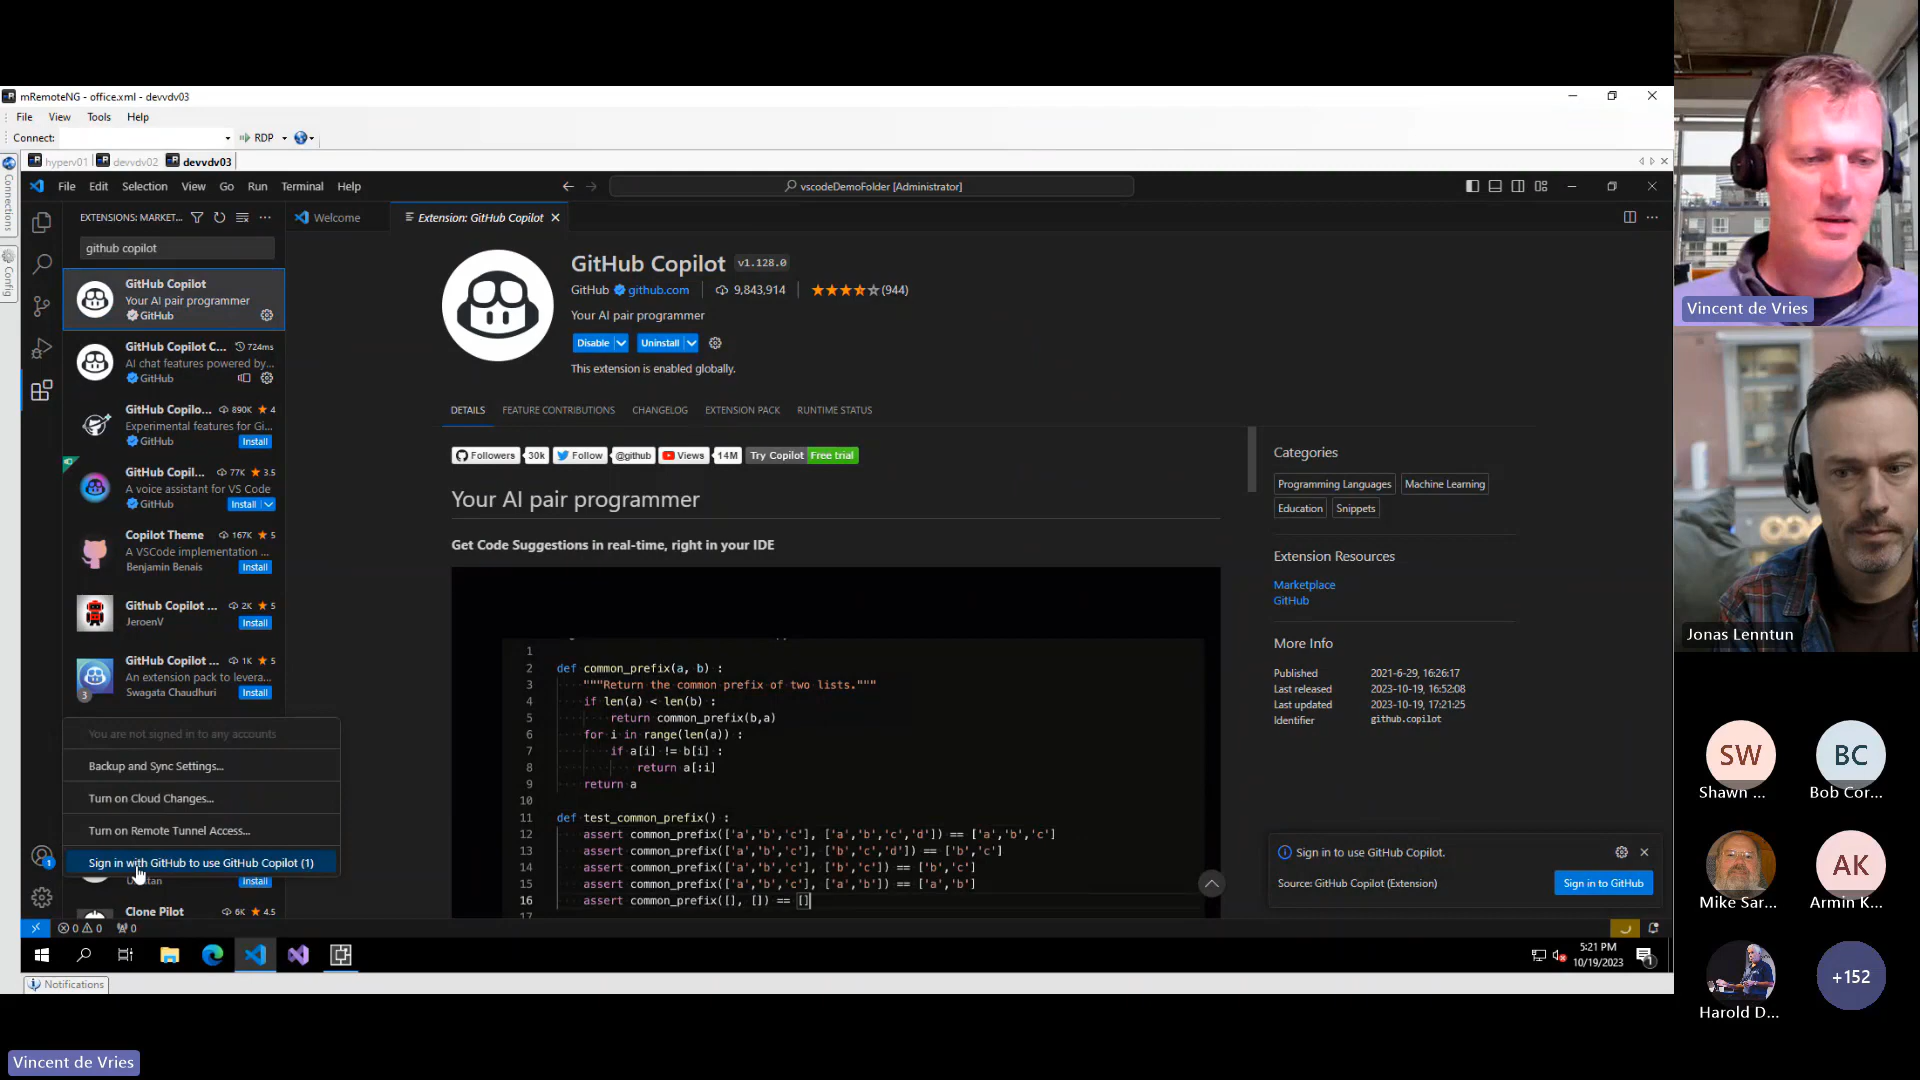 mRemoteNG - office.xml - devvdv03
File View Tools Help
Connect: RDP
hyperv01 devvdv02 devvdv03
Connections
Config
File Edit Selection View Go Run Terminal Help
vscodeDemoFolder [Administrator]
EXTENSIONS: MARKET...
github copilot
GitHub Copilot
Your AI pair programmer
GitHub
GitHub Copilot C... 724ms
AI chat features powered by...
GitHub
GitHub Copilo... 890K 4
Experimental features for Gi...
GitHub Install
GitHub Copil... 77K 3.5
A voice assistant for VS Code
GitHub Install
Copilot Theme 167K 5
A VSCode implementation ...
Benjamin Benais Install
Github Copilot ... 2K 5
JeroenV Install
GitHub Copilot ... 1K 5
An extension pack to levera...
3 Swagata Chaudhuri Install
You are not signed in to any accounts
Backup and Sync Settings...
Turn on Cloud Changes...
Turn on Remote Tunnel Access...
Sign in with GitHub to use GitHub Copilot (1)
1
Install
Clone Pilot 6K 4.5
Welcome Extension: GitHub Copilot
GitHub Copilot v1.128.0
GitHub github.com 9,843,914 (944)
Your AI pair programmer
Disable Uninstall
This extension is enabled globally.
DETAILS FEATURE CONTRIBUTIONS CHANGELOG EXTENSION PACK RUNTIME STATUS
Followers 30k Follow @github Views 14M Try Copilot Free trial
Your AI pair programmer
Get Code Suggestions in real-time, right in your IDE
1
2 def common_prefix(a, b) :
3 """Return the common prefix of two lists."""
4 if len(a) < len(b) :
5 return common_prefix(b,a)
6 for i in range(len(a)) :
7 if a[i] != b[i] :
8 return a[:i]
9 return a
10
11 def test_common_prefix() :
12 assert common_prefix(['a','b','c'], ['a','b','c','d']) == ['a','b','c']
13 assert common_prefix(['a','b','c'], ['b','c','d']) == ['b','c']
14 assert common_prefix(['a','b','c'], ['b','c']) == ['b','c']
15 assert common_prefix(['a','b','c'], ['a','b']) == ['a','b']
16 assert common_prefix([], []) == []
17
Categories
Programming Languages Machine Learning
Education Snippets
Extension Resources
Marketplace
GitHub
More Info
Published 2021-6-29, 16:26:17
Last released 2023-10-19, 16:52:08
Last updated 2023-10-19, 17:21:25
Identifier github.copilot
Sign in to use GitHub Copilot.
Source: GitHub Copilot (Extension) Sign in to GitHub
0 0 0
5:21 PM
10/19/2023
1
Notifications
Vincent de Vries
Jonas Lenntun
SW BC
Shawn ... Bob Cor...
AK
Mike Sar... Armin K...
+152
Harold D...
Vincent de Vries